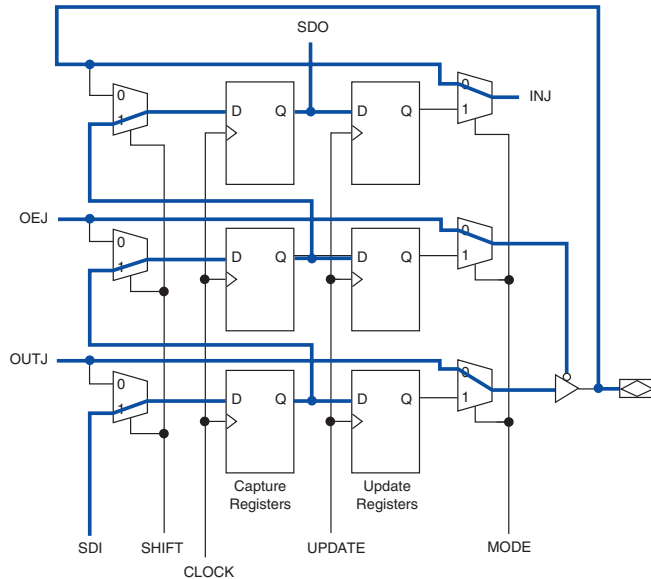 SDO
0
1
D Q
D Q
0
1
INJ
OEJ
0
1
D Q
D Q
0
1
OUTJ
0
1
D Q
D Q
0
1
Capture
Registers
Update
Registers
SDI
SHIFT
CLOCK
UPDATE
MODE